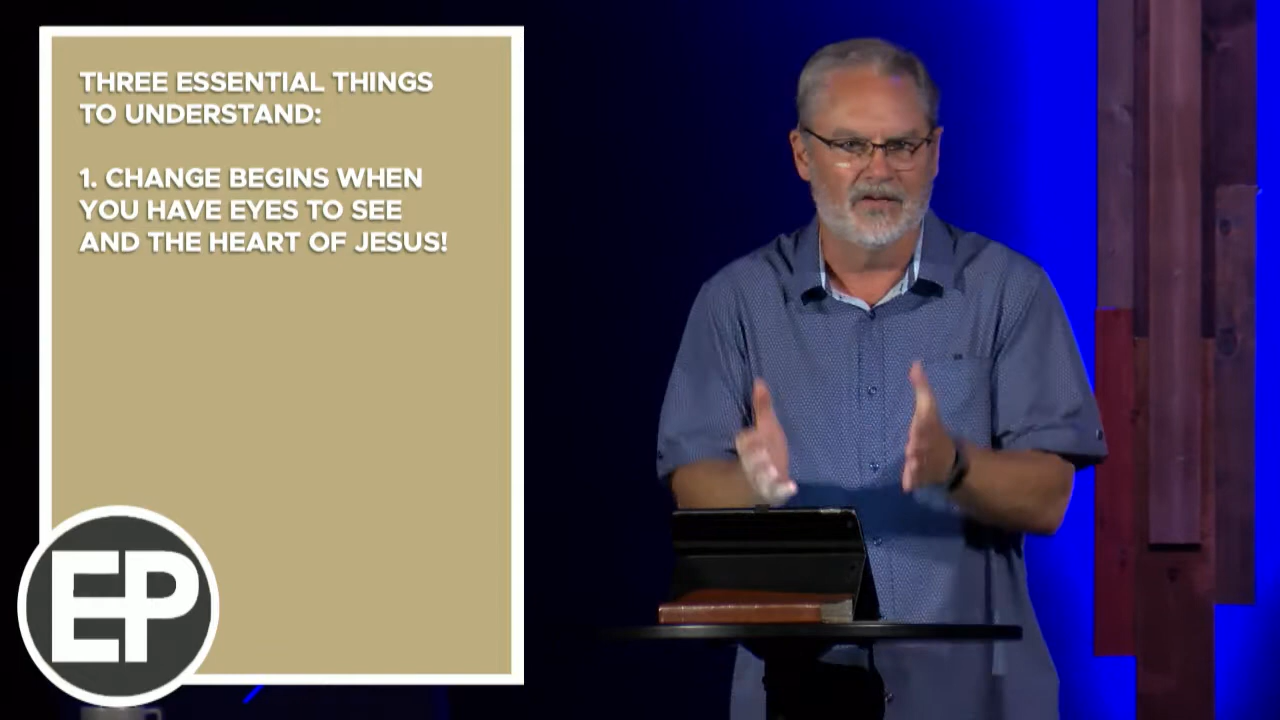 THREE ESSENTIAL THINGS
TO UNDERSTAND:
1. CHANGE BEGINS WHEN
YOU HAVE EYES TO SEE
AND THE HEART OF JESUS!
EP